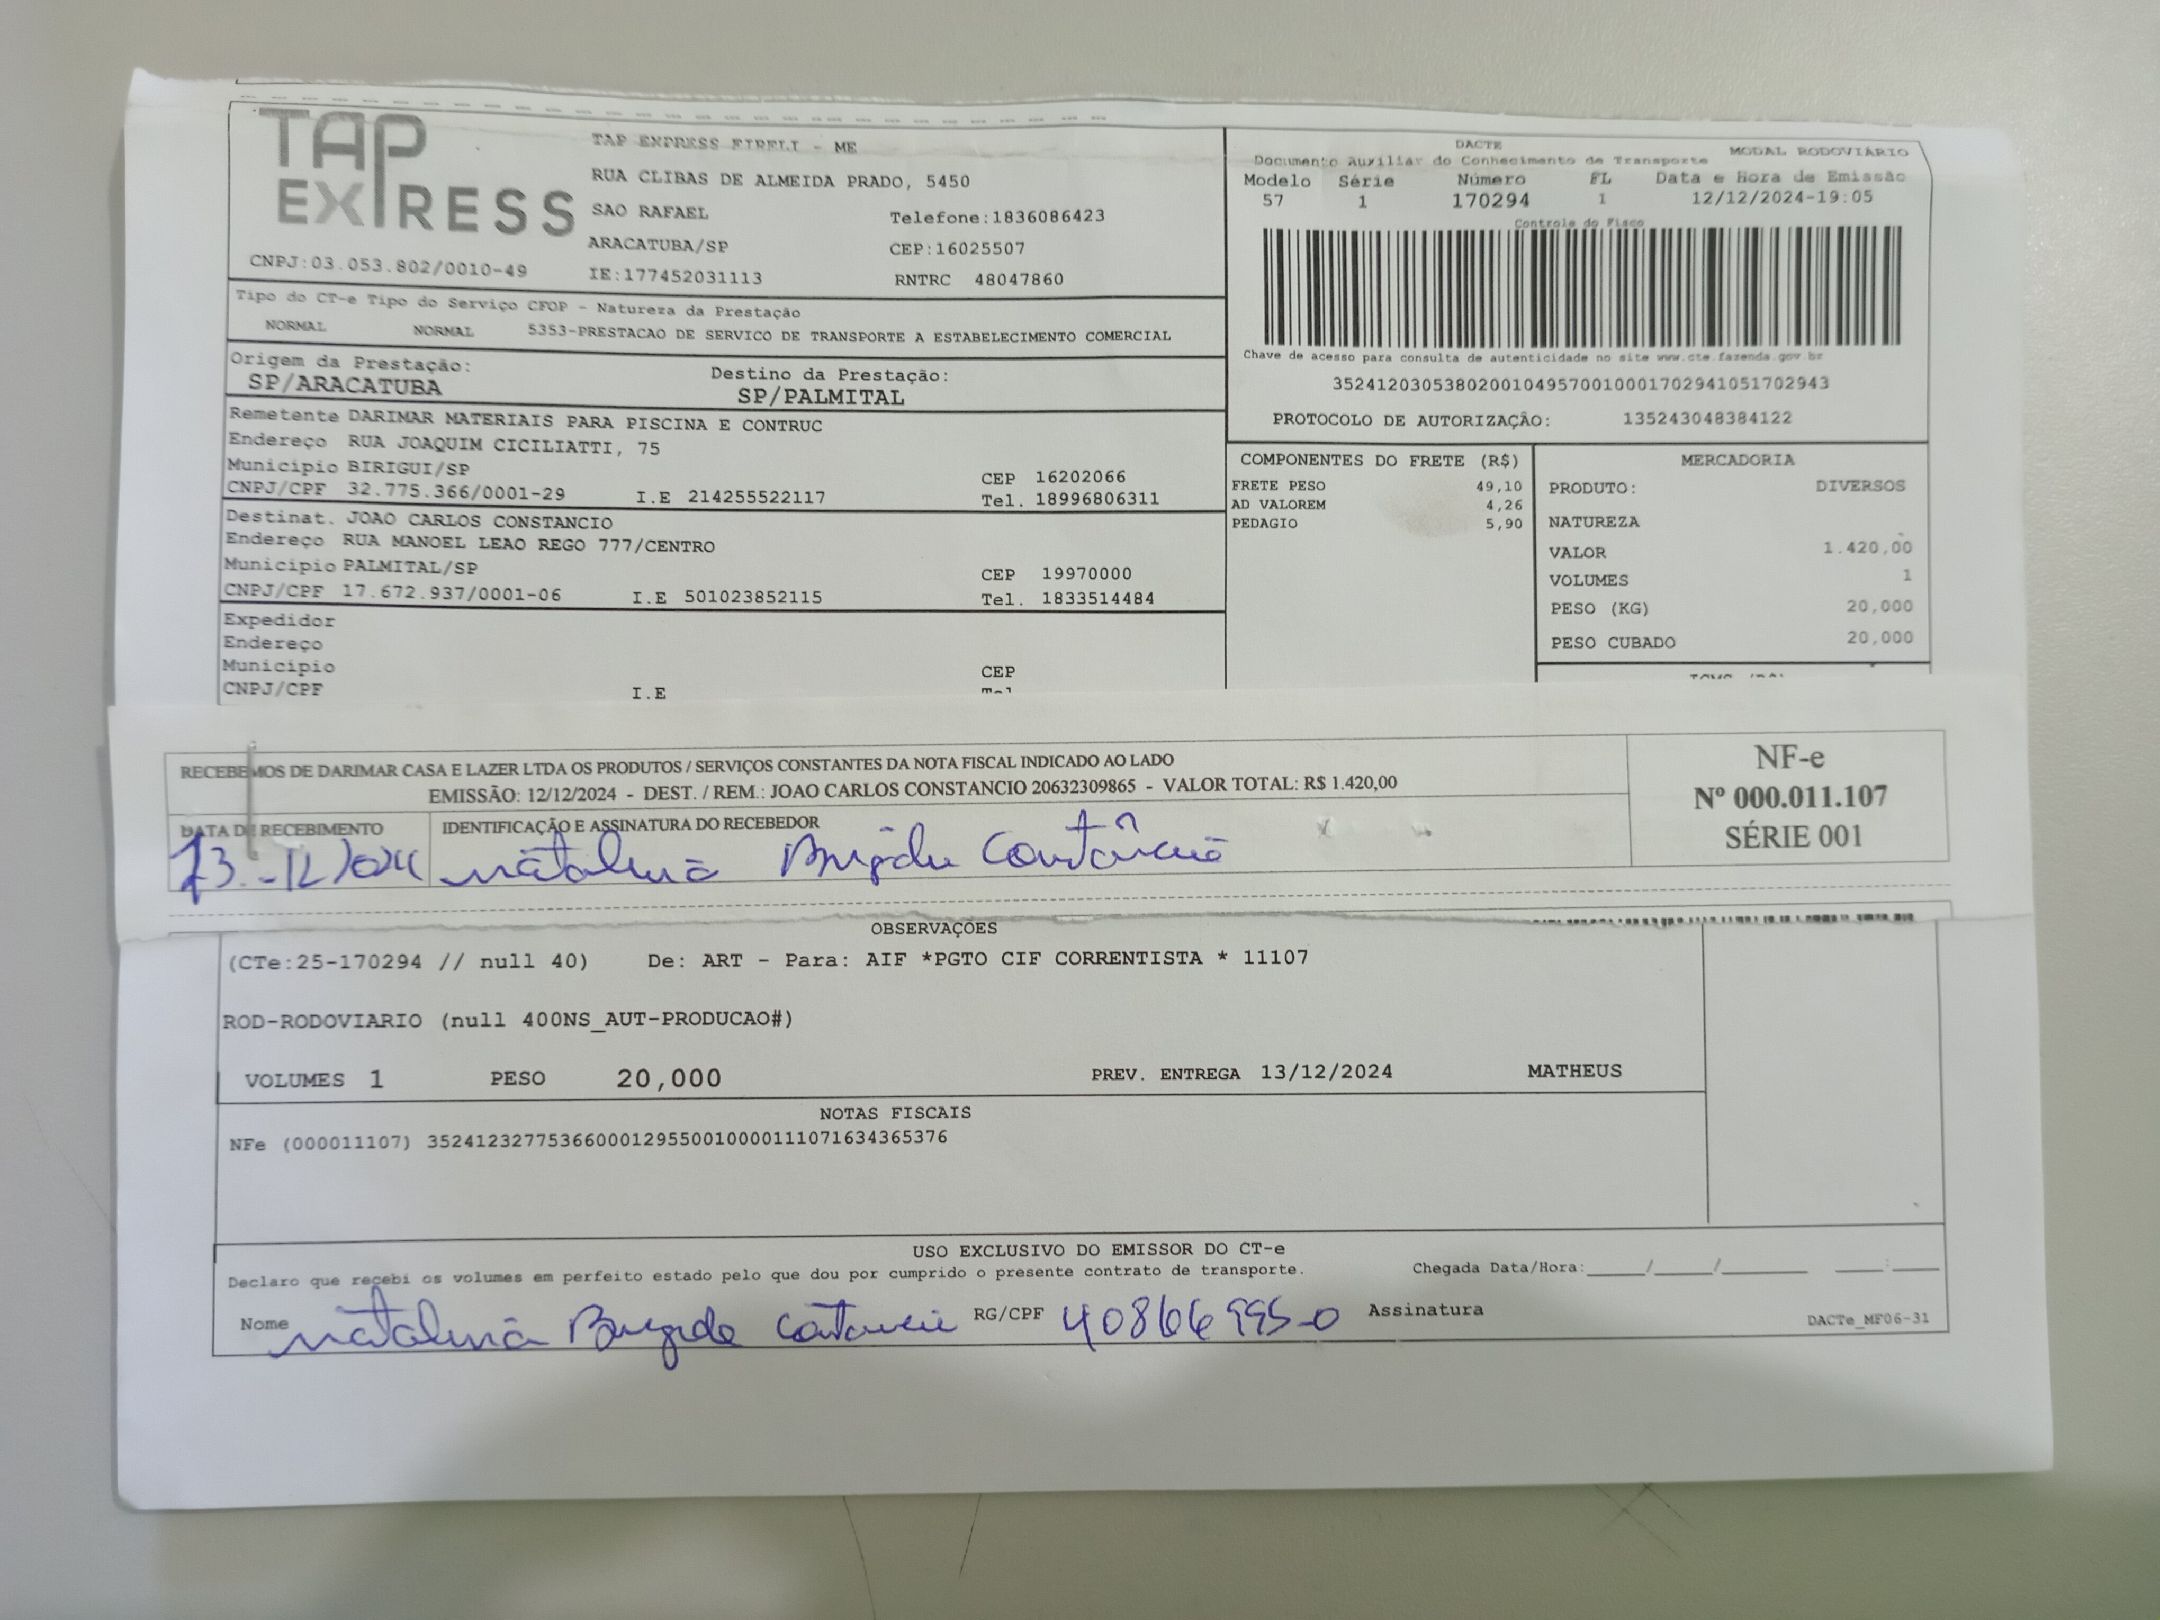 TAP EXPRESS
CNPJ:03.053.802/0010-49
TAP EXPRESS EIRELI - ME
RUA CLIBAS DE ALMEIDA PRADO, 5450
SAO RAFAEL
Telefone:1836086423
ARACATUBA/SP
CEP:16025507
IE:177452031113
RNTRC 48047860
DACTE
MODAL RODOVIÁRIO
Documento Auxiliar do Conhecimento de Transporte
Modelo Série Número FL Data e Hora de Emissão
57 1 170294 1 12/12/2024-19:05
Controle do Fisco
Chave de acesso para consulta de autenticidade no site www.cte.fazenda.gov.br
35241203053802001049570010001702941051702943
PROTOCOLO DE AUTORIZAÇÃO: 135243048384122
Tipo do CT-e Tipo do Serviço CFOP - Natureza da Prestação
NORMAL NORMAL 5353-PRESTACAO DE SERVICO DE TRANSPORTE A ESTABELECIMENTO COMERCIAL
Origem da Prestação:
SP/ARACATUBA
Destino da Prestação:
SP/PALMITAL
Remetente DARIMAR MATERIAIS PARA PISCINA E CONTRUC
Endereço RUA JOAQUIM CICILIATTI, 75
Município BIRIGUI/SP CEP 16202066
CNPJ/CPF 32.775.366/0001-29 I.E 214255522117 Tel. 18996806311
Destinat. JOAO CARLOS CONSTANCIO
Endereço RUA MANOEL LEAO REGO 777/CENTRO
Município PALMITAL/SP CEP 19970000
CNPJ/CPF 17.672.937/0001-06 I.E 501023852115 Tel. 1833514484
Expedidor
Endereço
Município CEP
CNPJ/CPF I.E Tel
COMPONENTES DO FRETE (R$)
FRETE PESO 49,10
AD VALOREM 4,26
PEDAGIO 5,90
MERCADORIA
PRODUTO: DIVERSOS
NATUREZA
VALOR 1.420,00
VOLUMES 1
PESO (KG) 20,000
PESO CUBADO 20,000
RECEBEMOS DE DARIMAR CASA E LAZER LTDA OS PRODUTOS / SERVIÇOS CONSTANTES DA NOTA FISCAL INDICADO AO LADO
EMISSÃO: 12/12/2024 - DEST. / REM.: JOAO CARLOS CONSTANCIO 20632309865 - VALOR TOTAL: R$ 1.420,00
DATA DE RECEBIMENTO
IDENTIFICAÇÃO E ASSINATURA DO RECEBEDOR
NF-e
Nº 000.011.107
SÉRIE 001
OBSERVAÇÕES
(CTe:25-170294 // null 40) De: ART - Para: AIF *PGTO CIF CORRENTISTA * 11107
ROD-RODOVIARIO (null 400NS_AUT-PRODUCAO#)
VOLUMES 1 PESO 20,000 PREV. ENTREGA 13/12/2024 MATHEUS
NOTAS FISCAIS
NFe (000011107) 35241232775366000129550010000111071634365376
USO EXCLUSIVO DO EMISSOR DO CT-e
Declaro que recebi os volumes em perfeito estado pelo que dou por cumprido o presente contrato de transporte. Chegada Data/Hora:____/____/______ ___:___
Nome RG/CPF Assinatura
DACTe_MF06-31